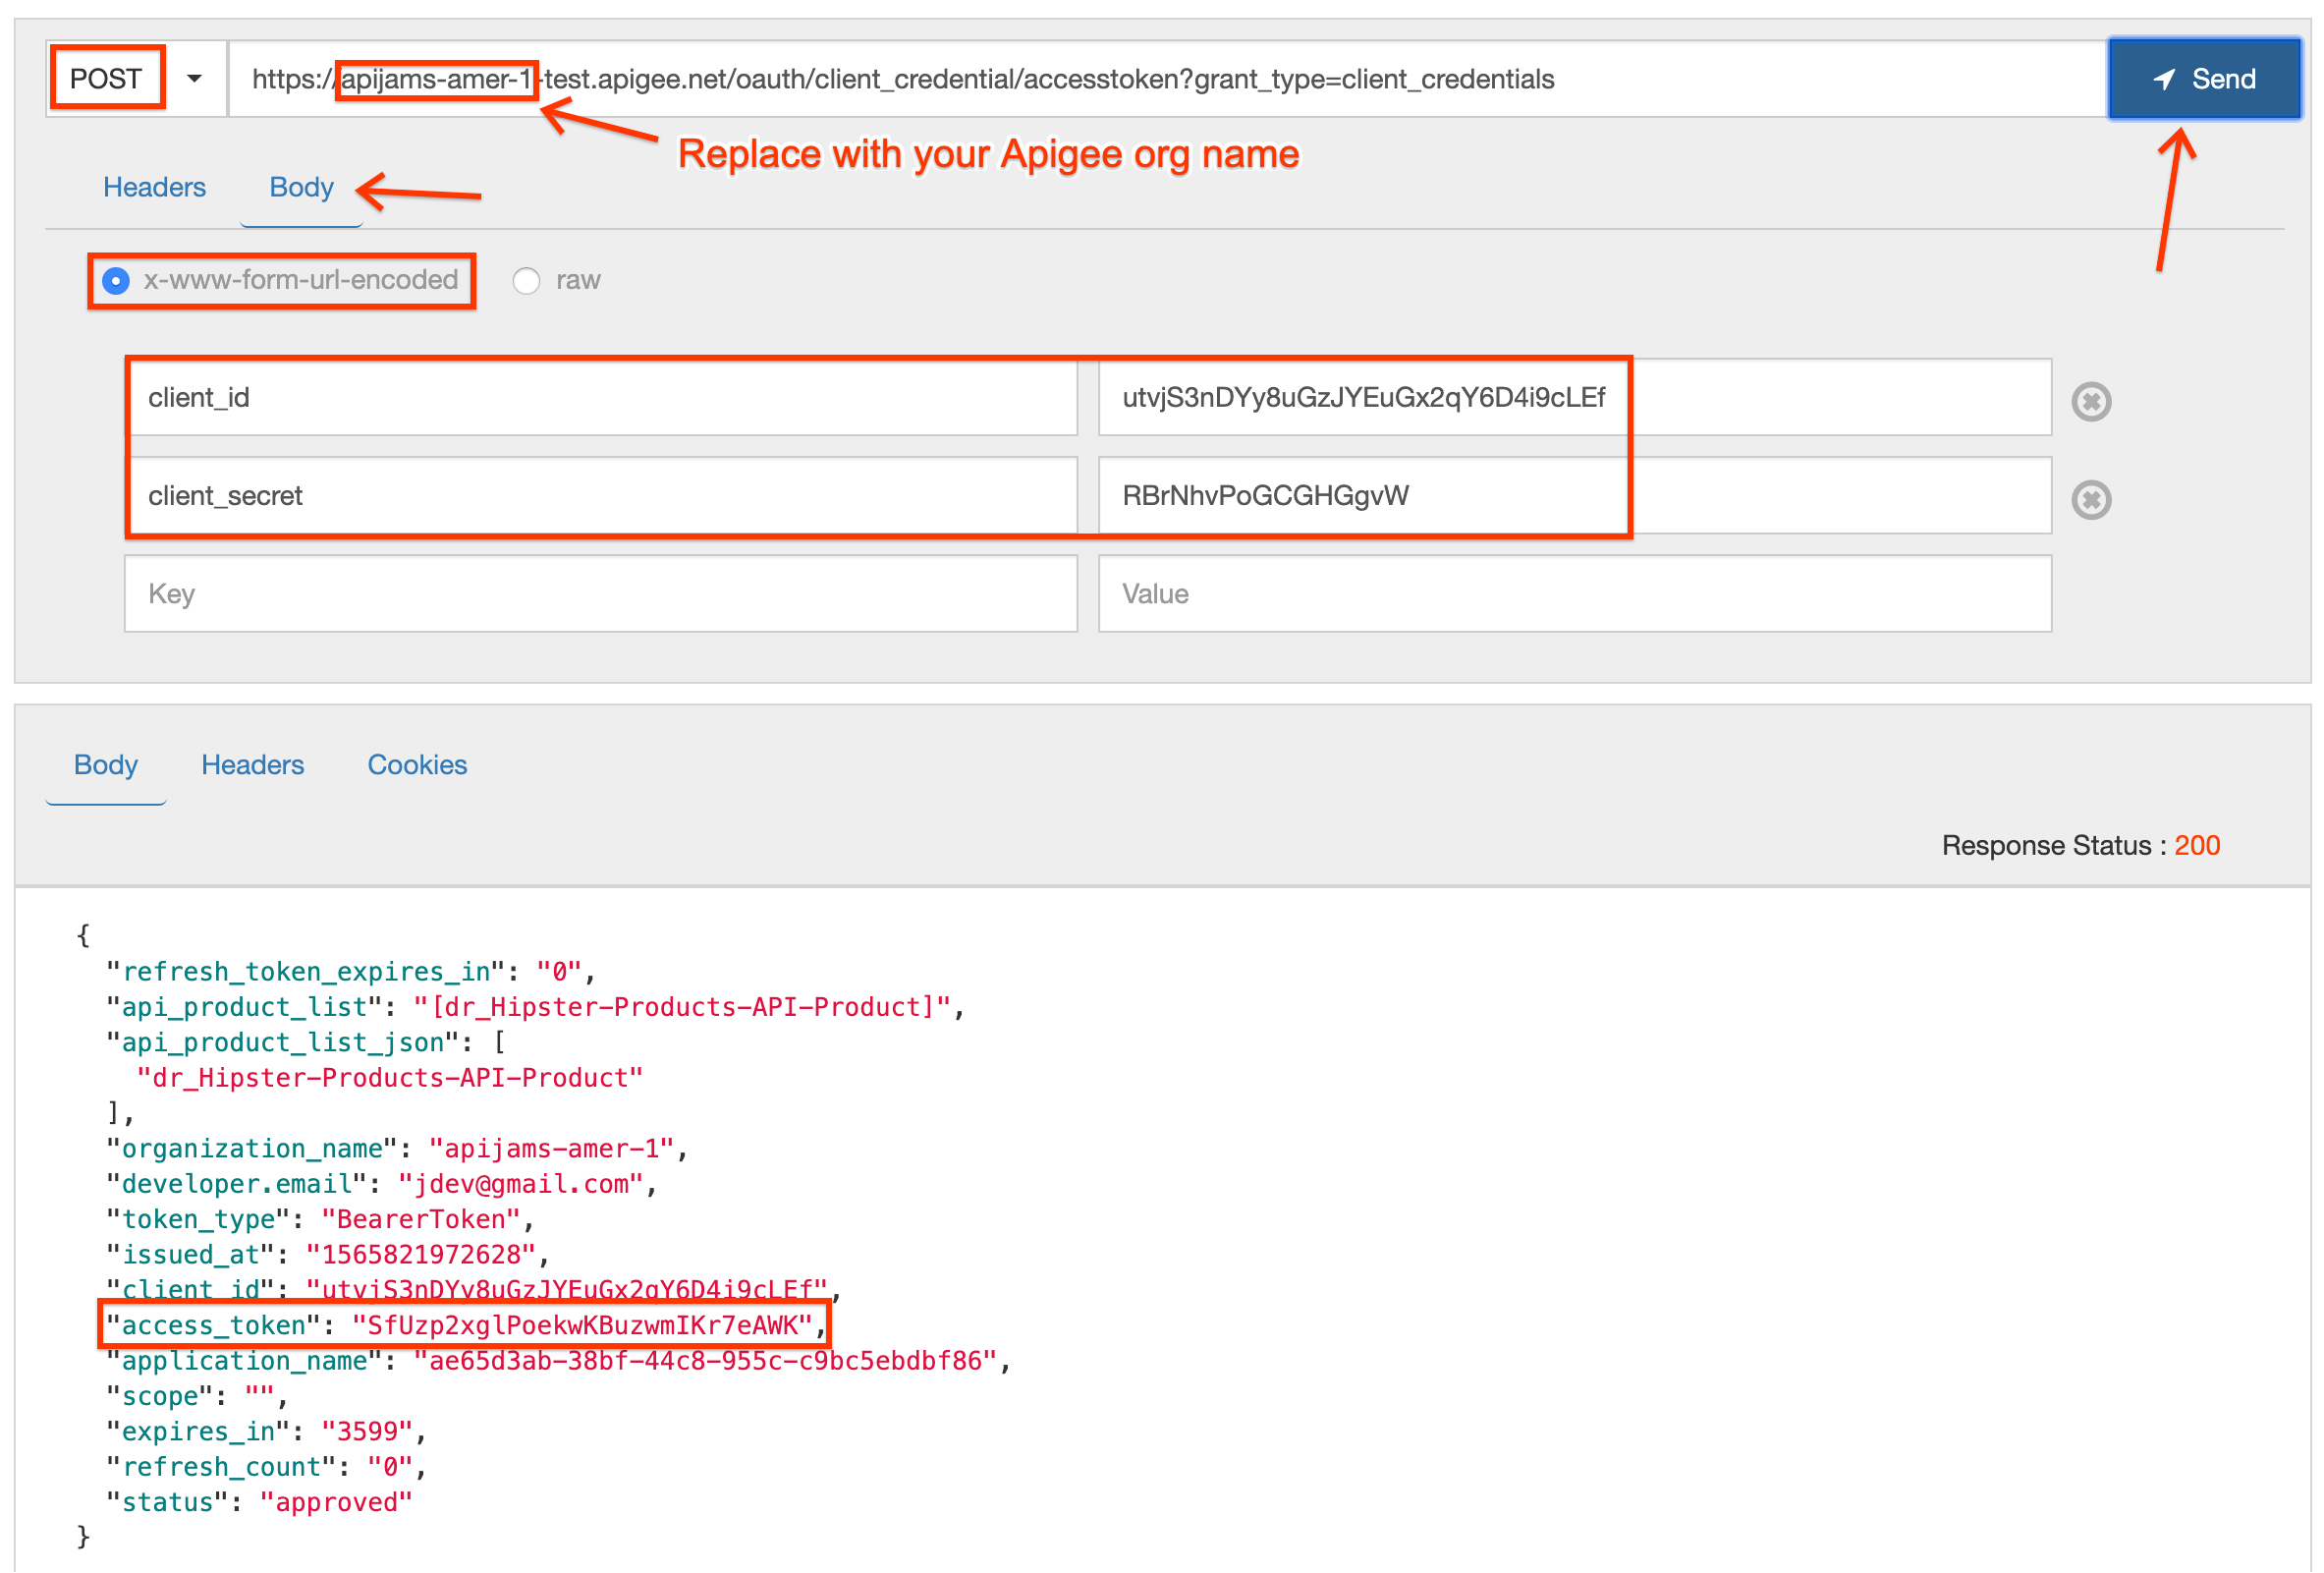 POST
https://apijams-amer-1-test.apigee.net/oauth/client_credential/accesstoken?grant_type=client_credentials
Send
Replace with your Apigee org name
Headers Body
x-www-form-url-encoded raw
client_id utvjS3nDYy8uGzJYEuGx2qY6D4i9cLEf
client_secret RBrNhvPoGCGHGgvW
Key Value
Body Headers Cookies
Response Status : 200
{
"refresh_token_expires_in": "0",
"api_product_list": "[dr_Hipster-Products-API-Product]",
"api_product_list_json": [
"dr_Hipster-Products-API-Product"
],
"organization_name": "apijams-amer-1",
"developer.email": "jdev@gmail.com",
"token_type": "BearerToken",
"issued_at": "1565821972628",
"client_id": "utvjS3nDYy8uGzJYEuGx2qY6D4i9cLEf",
"access_token": "SfUzp2xglPoekwKBuzwmIKr7eAWK",
"application_name": "ae65d3ab-38bf-44c8-955c-c9bc5ebdbf86",
"scope": "",
"expires_in": "3599",
"refresh_count": "0",
"status": "approved"
}